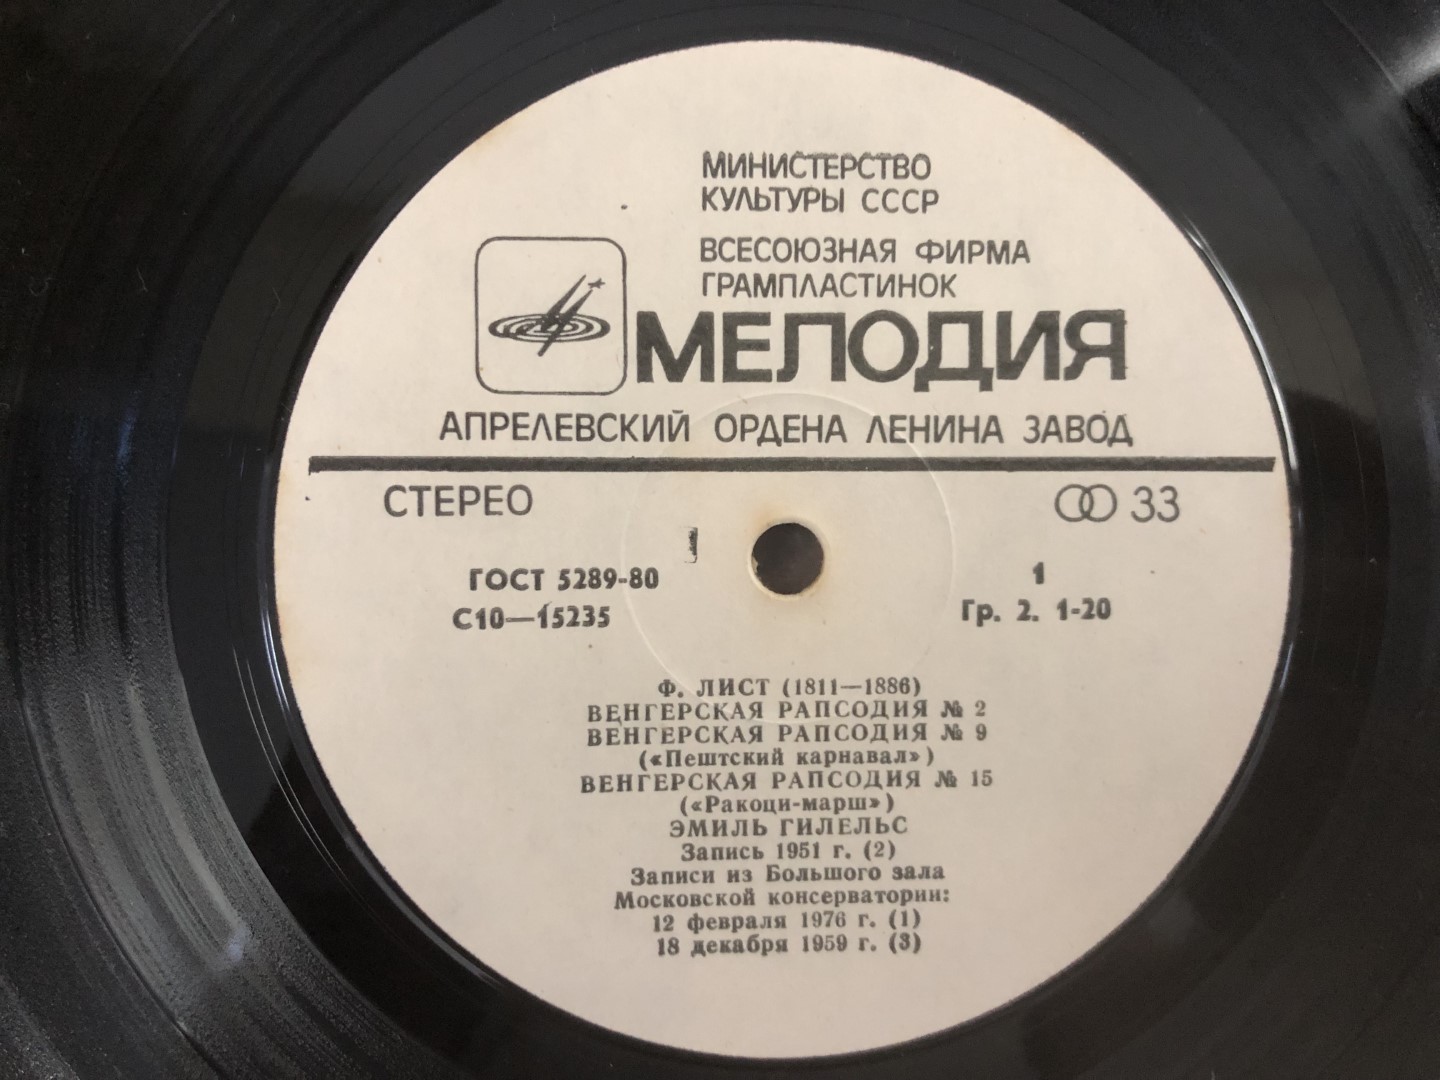 МИНИСТЕРСТВО
КУЛЬТУРЫ СССР
ВСЕСОЮЗНАЯ ФИРМА
ГРАМПЛАСТИНОК
МЕЛОДИЯ
АПРЕЛЕВСКИЙ ОРДЕНА ЛЕНИНА ЗАВОД
СТЕРЕО 33
ГОСТ 5289-80 1
С10—15235 Гр. 2. 1-20
Ф. ЛИСТ (1811—1886)
ВЕНГЕРСКАЯ РАПСОДИЯ № 2
ВЕНГЕРСКАЯ РАПСОДИЯ № 9
(«Пештский карнавал»)
ВЕНГЕРСКАЯ РАПСОДИЯ № 15
(«Ракоци-марш»)
ЭМИЛЬ ГИЛЕЛЬС
Запись 1951 г. (2)
Записи из Большого зала
Московской консерватории:
12 февраля 1976 г. (1)
18 декабря 1959 г. (3)